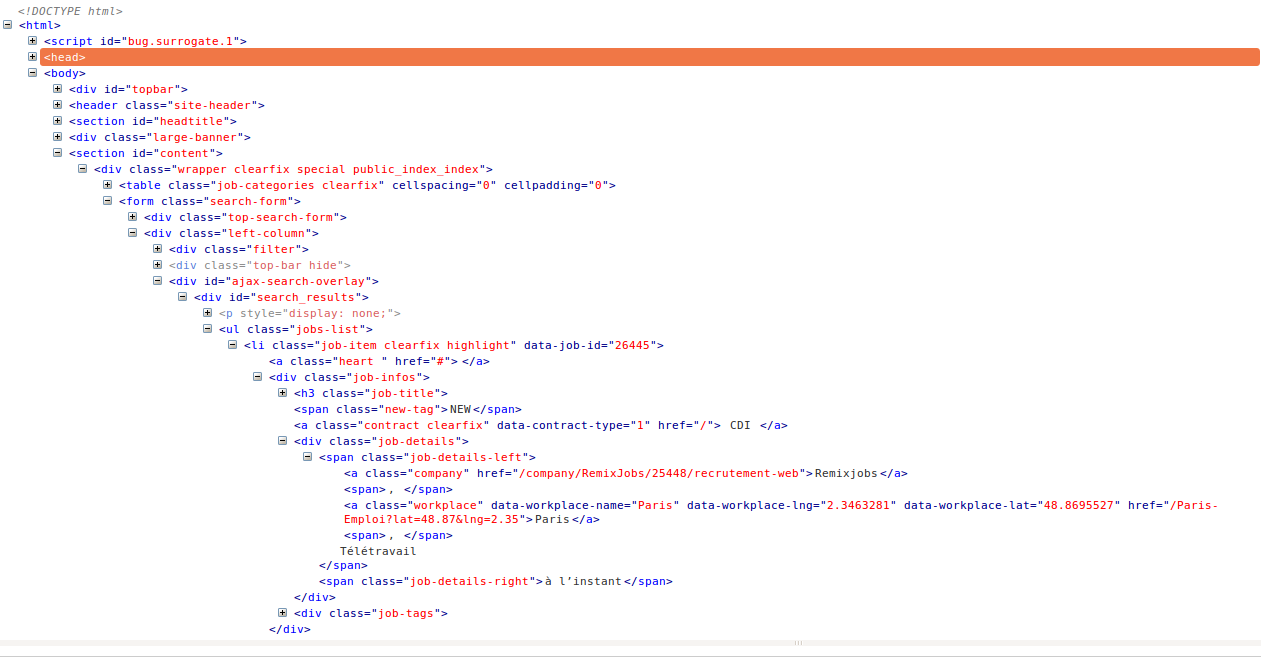 <!DOCTYPE html>
<html>
<script id="bug.surrogate.1">
<head>
<body>
<div id="topbar">
<header class="site-header">
<section id="headtitle">
<div class="large-banner">
<section id="content">
<div class="wrapper clearfix special public_index_index">
<table class="job-categories clearfix" cellspacing="0" cellpadding="0">
<form class="search-form">
<div class="top-search-form">
<div class="left-column">
<div class="filter">
<div class="top-bar hide">
<div id="ajax-search-overlay">
<div id="search_results">
<p style="display: none;">
<ul class="jobs-list">
<li class="job-item clearfix highlight" data-job-id="26445">
<a class="heart " href="#"> </a>
<div class="job-infos">
<h3 class="job-title">
<span class="new-tag">NEW</span>
<a class="contract clearfix" data-contract-type="1" href="/"> CDI </a>
<div class="job-details">
<span class="job-details-left">
<a class="company" href="/company/RemixJobs/25448/recrutement-web">Remixjobs</a>
<span>, </span>
<a class="workplace" data-workplace-name="Paris" data-workplace-lng="2.3463281" data-workplace-lat="48.8695527" href="/Paris-
Emploi?lat=48.87&lng=2.35">Paris</a>
<span>, </span>
Télétravail
</span>
<span class="job-details-right">à l’instant</span>
</div>
<div class="job-tags">
</div>